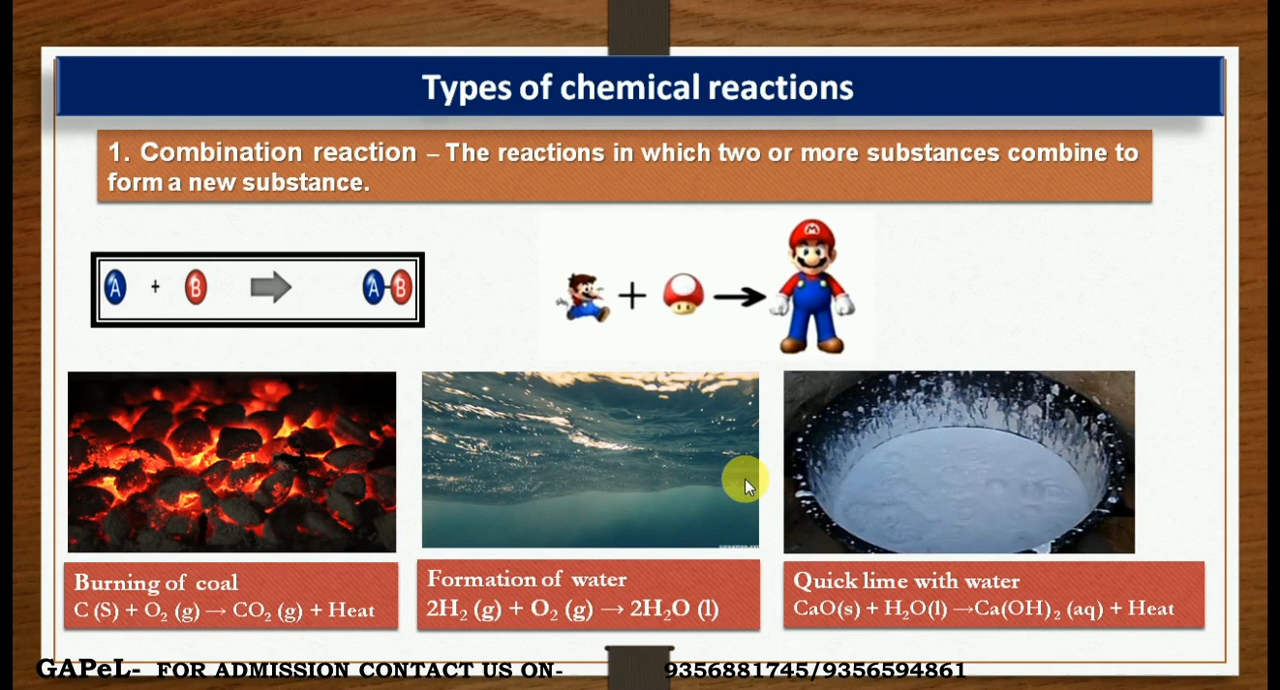 Types of chemical reactions
1. Combination reaction – The reactions in which two or more substances combine to
form a new substance.
A + B A-B
+
M
Burning of coal
C (S) + O₂ (g) → CO₂ (g) + Heat
Formation of water
2H₂ (g) + O₂ (g) → 2H₂O (l)
Quick lime with water
CaO(s) + H₂O(l) →Ca(OH)₂ (aq) + Heat
GAPeL- FOR ADMISSION CONTACT US ON- 9356881745/9356594861